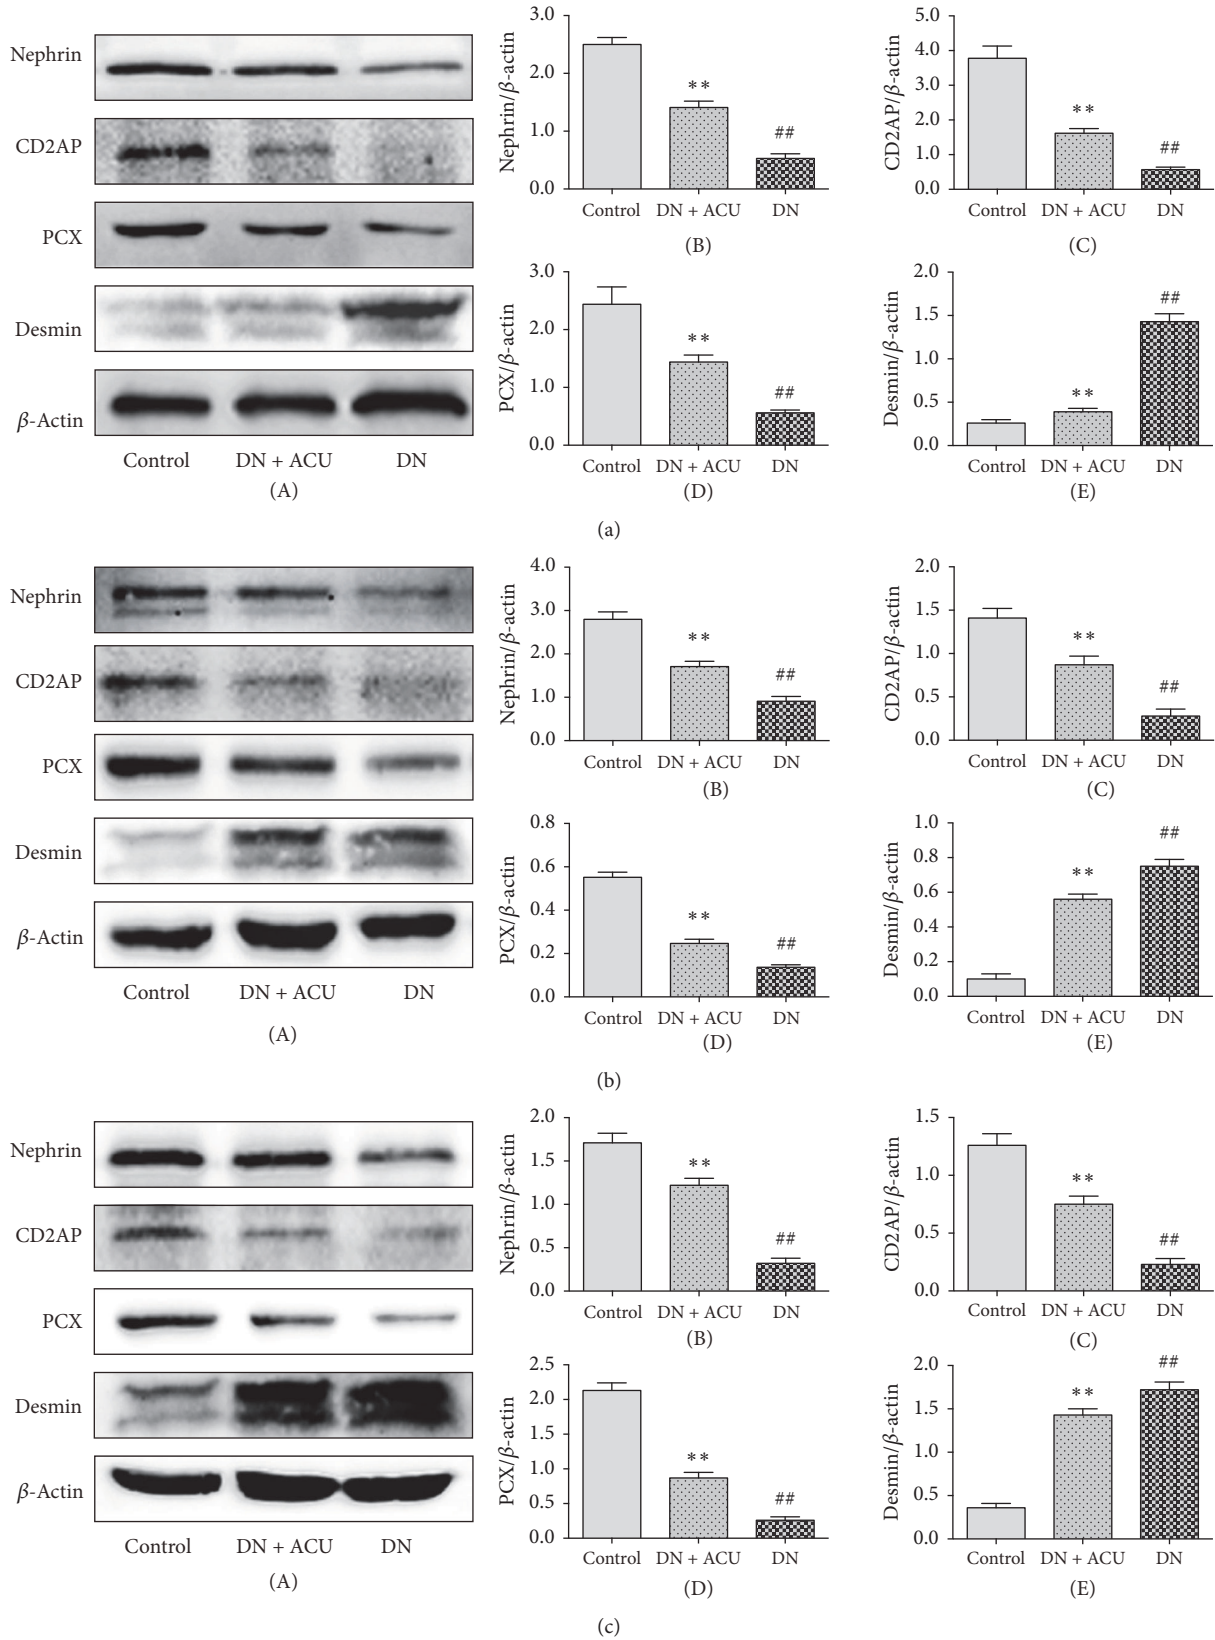 Nephrin
CD2AP
PCX
Desmin
β-Actin
Control DN + ACU DN
(A)
Nephrin/β-actin
3.0
2.0
1.0
0.0
**
##
Control DN + ACU DN
(B)
CD2AP/β-actin
5.0
4.0
3.0
2.0
1.0
0.0
**
##
Control DN + ACU DN
(C)
PCX/β-actin
3.0
2.0
1.0
0.0
**
##
Control DN + ACU DN
(D)
Desmin/β-actin
2.0
1.5
1.0
0.5
0.0
**
##
Control DN + ACU DN
(E)
(a)
Nephrin
CD2AP
PCX
Desmin
β-Actin
Control DN + ACU DN
(A)
Nephrin/β-actin
4.0
3.0
2.0
1.0
0.0
**
##
Control DN + ACU DN
(B)
CD2AP/β-actin
2.0
1.5
1.0
0.5
0.0
**
##
Control DN + ACU DN
(C)
PCX/β-actin
0.8
0.6
0.4
0.2
0.0
**
##
Control DN + ACU DN
(D)
Desmin/β-actin
1.0
0.8
0.6
0.4
0.2
0.0
**
##
Control DN + ACU DN
(E)
(b)
Nephrin
CD2AP
PCX
Desmin
β-Actin
Control DN + ACU DN
(A)
Nephrin/β-actin
2.0
1.5
1.0
0.5
0.0
**
##
Control DN + ACU DN
(B)
CD2AP/β-actin
1.5
1.0
0.5
0.0
**
##
Control DN + ACU DN
(C)
PCX/β-actin
2.5
2.0
1.5
1.0
0.5
0.0
**
##
Control DN + ACU DN
(D)
Desmin/β-actin
2.0
1.5
1.0
0.5
0.0
**
##
Control DN + ACU DN
(E)
(c)